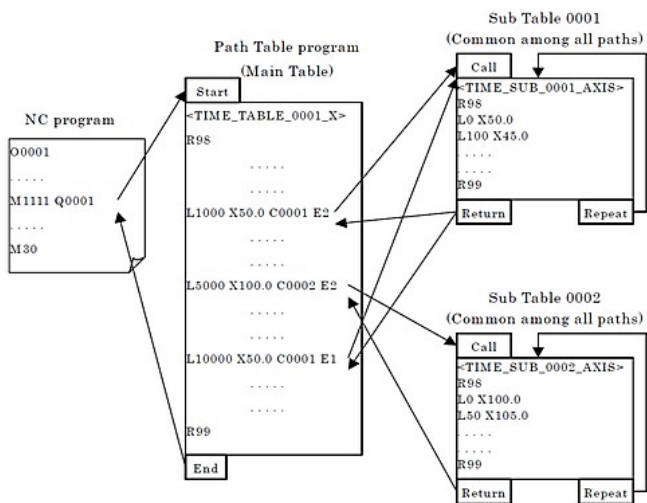 NC program
O0001
.....
M1111 Q0001
.....
M30
Path Table program
(Main Table)
Start
<TIME_TABLE_0001_X>
R98
.....
.....
L1000 X50.0 C0001 E2
.....
.....
L5000 X100.0 C0002 E2
.....
.....
L10000 X50.0 C0001 E1
.....
.....
R99
End
Sub Table 0001
(Common among all paths)
Call
<TIME_SUB_0001_AXIS>
R98
L0 X50.0
L100 X45.0
.....
.....
R99
Return
Repeat
Sub Table 0002
(Common among all paths)
Call
<TIME_SUB_0002_AXIS>
R98
L0 X100.0
L50 X105.0
.....
.....
R99
Return
Repeat